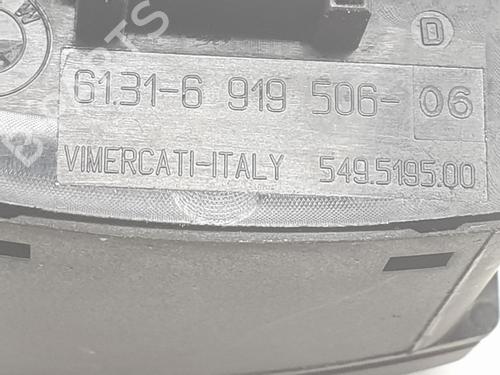 D
61.31-6 919 506- 06
VIMERCATI-ITALY 549.5195.00